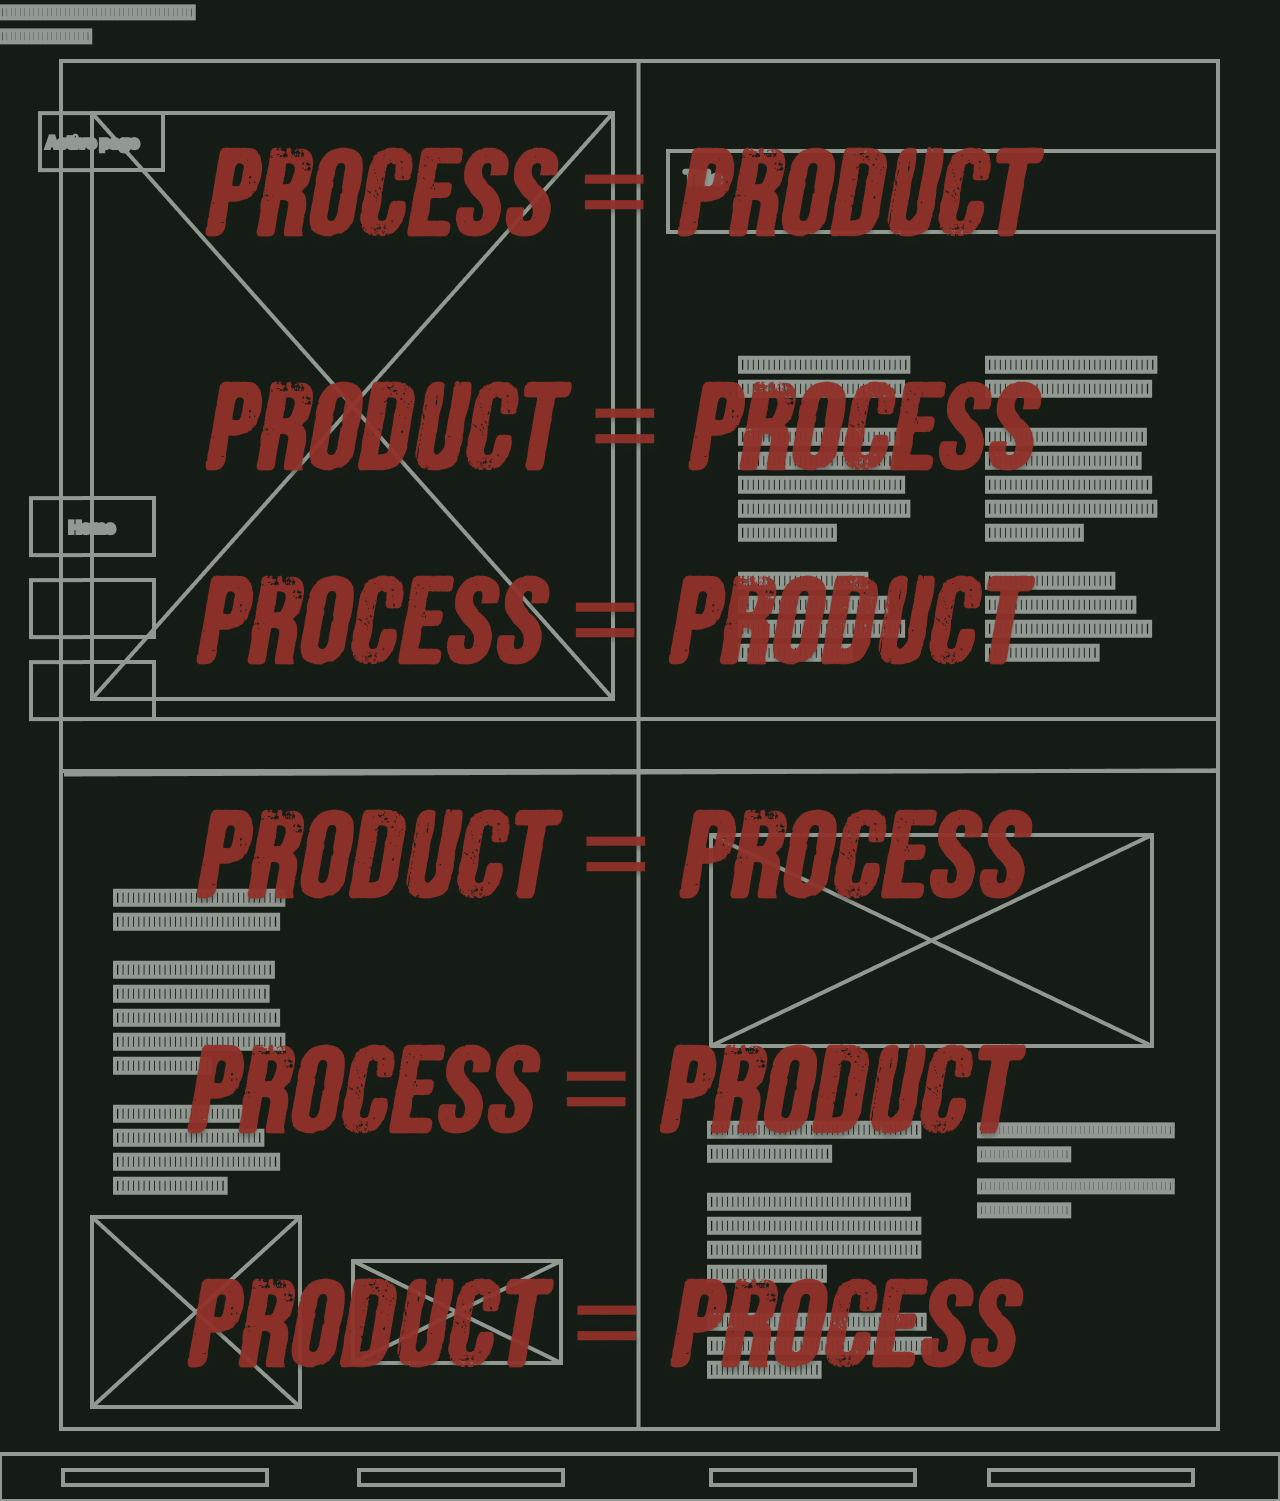 Active page
PROCESS = PRODUCT
PRODUCT = PROCESS
Home
PROCESS = PRODUCT
PRODUCT = PROCESS
PROCESS = PRODUCT
PRODUCT = PROCESS